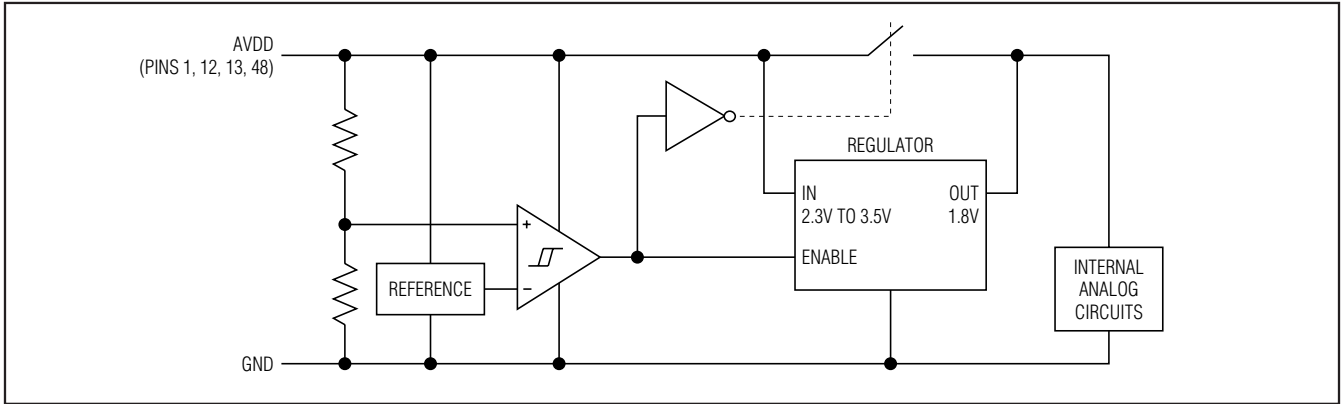 AVDD
(PINS 1, 12, 13, 48)
REGULATOR
IN
2.3V TO 3.5V
OUT
1.8V
ENABLE
+
−
REFERENCE
INTERNAL
ANALOG
CIRCUITS
GND